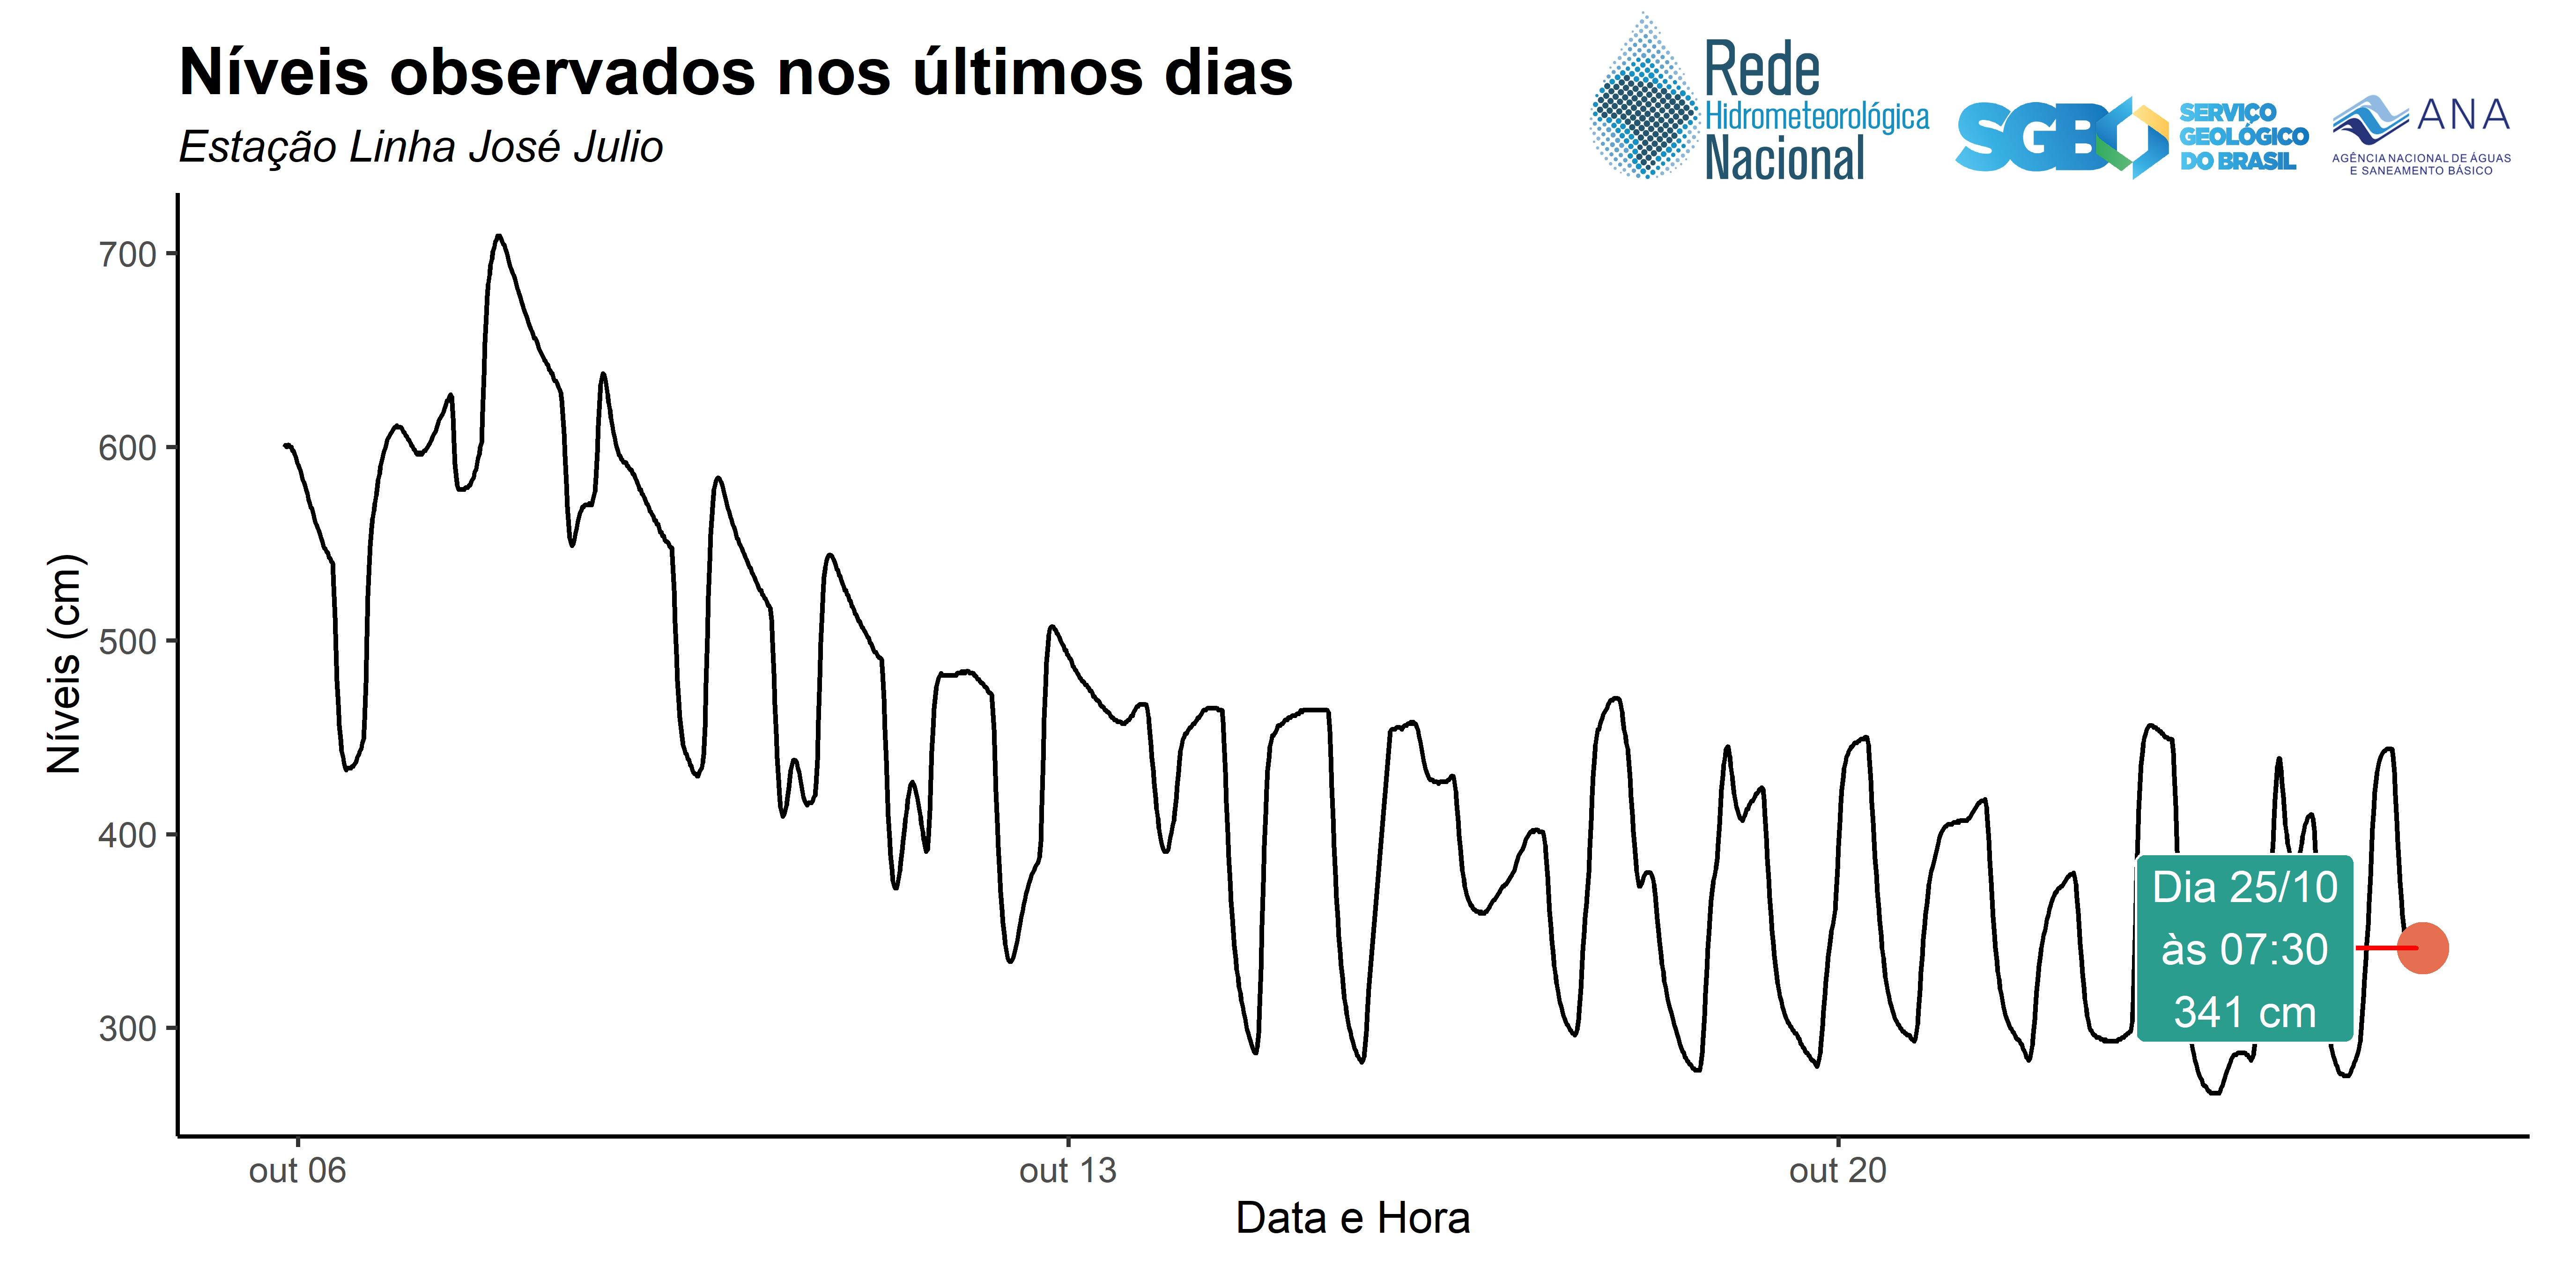 Níveis observados nos últimos dias
Estação Linha José Julio
Rede
Hidrometeorológica
Nacional
SGB
SERVIÇO
GEOLÓGICO
DO BRASIL
ANA
AGÊNCIA NACIONAL DE ÁGUAS
E SANEAMENTO BÁSICO
Níveis (cm)
700
600
500
400
300
Dia 25/10
às 07:30
341 cm
out 06
out 13
out 20
Data e Hora